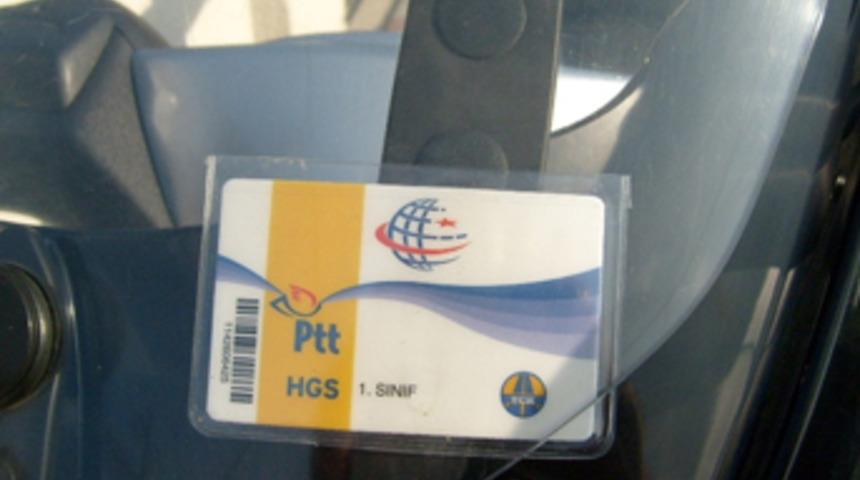 Ptt
HGS 1. SINIF